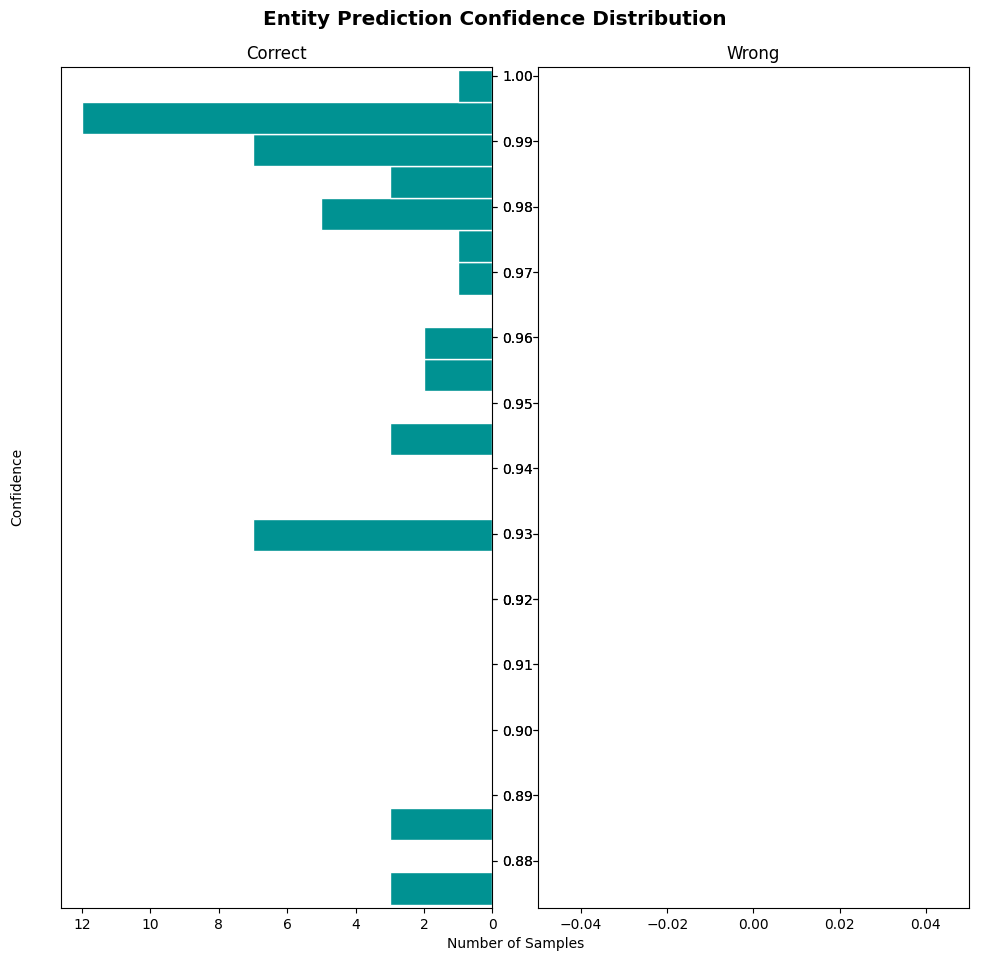 Entity Prediction Confidence Distribution
Correct
Wrong
1.00
0.99
0.98
0.97
0.96
0.95
0.94
0.93
0.92
0.91
0.90
0.89
0.88
Confidence
12 10 8 6 4 2 0
−0.04 −0.02 0.00 0.02 0.04
Number of Samples